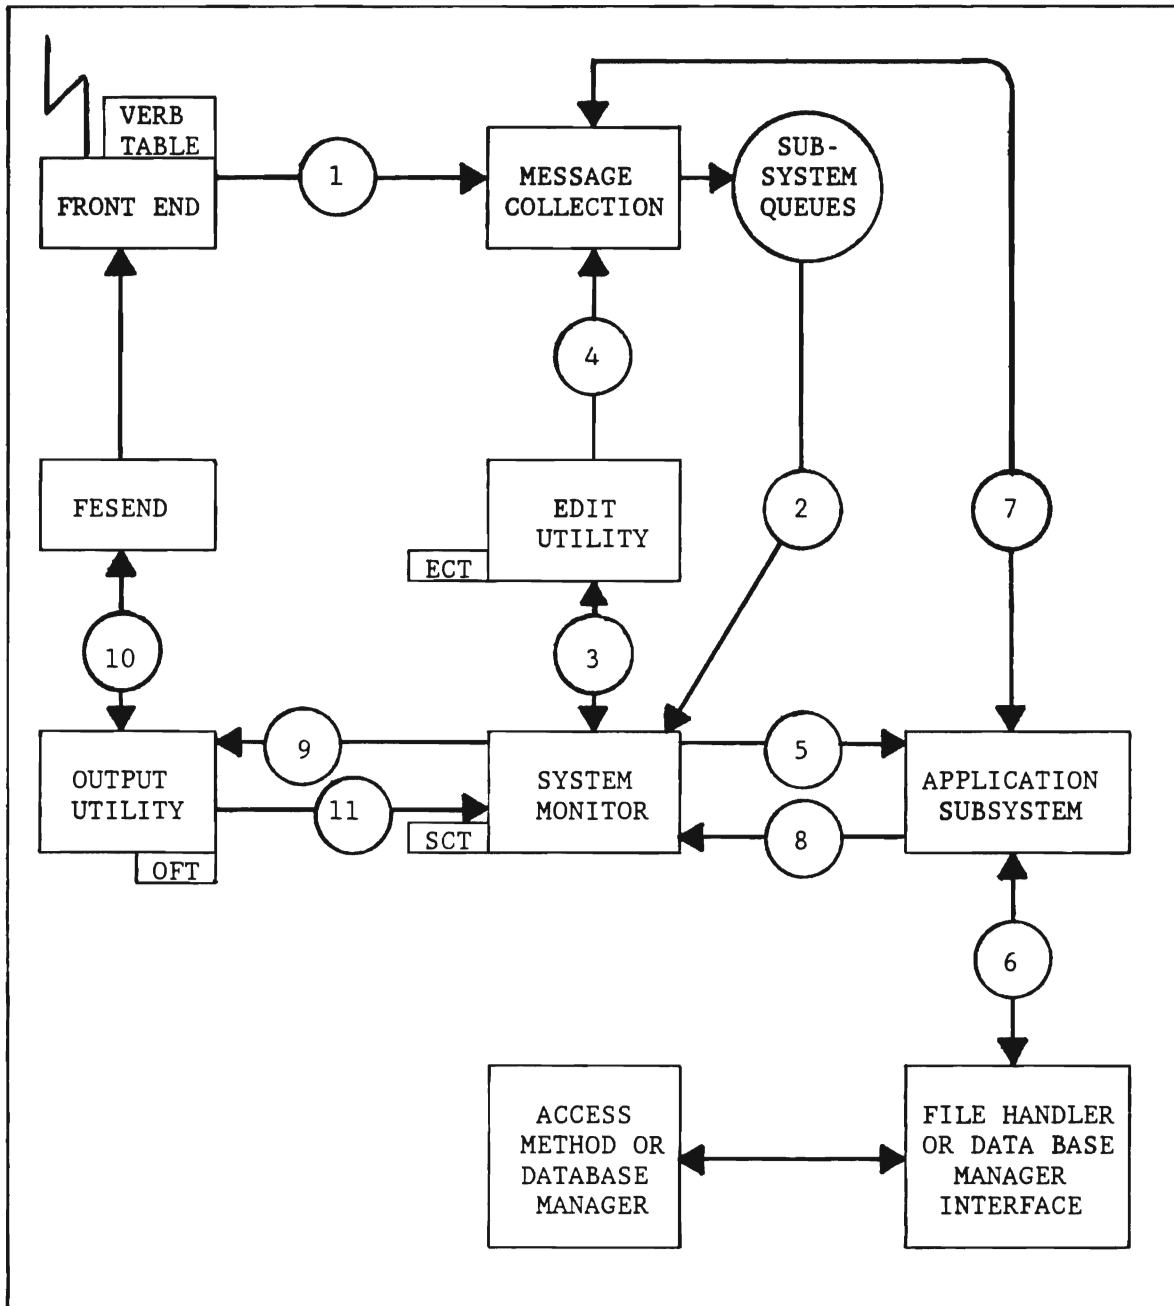 VERB
TABLE
FRONT END
1
MESSAGE
COLLECTION
SUB-
SYSTEM
QUEUES
4
FESEND
EDIT
UTILITY
ECT
2
7
10
3
9
5
OUTPUT
UTILITY
11
SYSTEM
MONITOR
APPLICATION
SUBSYSTEM
OFT
SCT
8
6
ACCESS
METHOD OR
DATABASE
MANAGER
FILE HANDLER
OR DATA BASE
MANAGER
INTERFACE